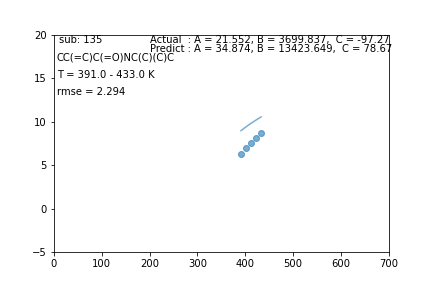 sub: 135
Actual : A = 21.552, B = 3699.837, C = -97.27
Predict : A = 34.874, B = 13423.649, C = 78.67
CC(=C)C(=O)NC(C)(C)C
T = 391.0 - 433.0 K
rmse = 2.294
20
15
10
5
0
−5
0 100 200 300 400 500 600 700